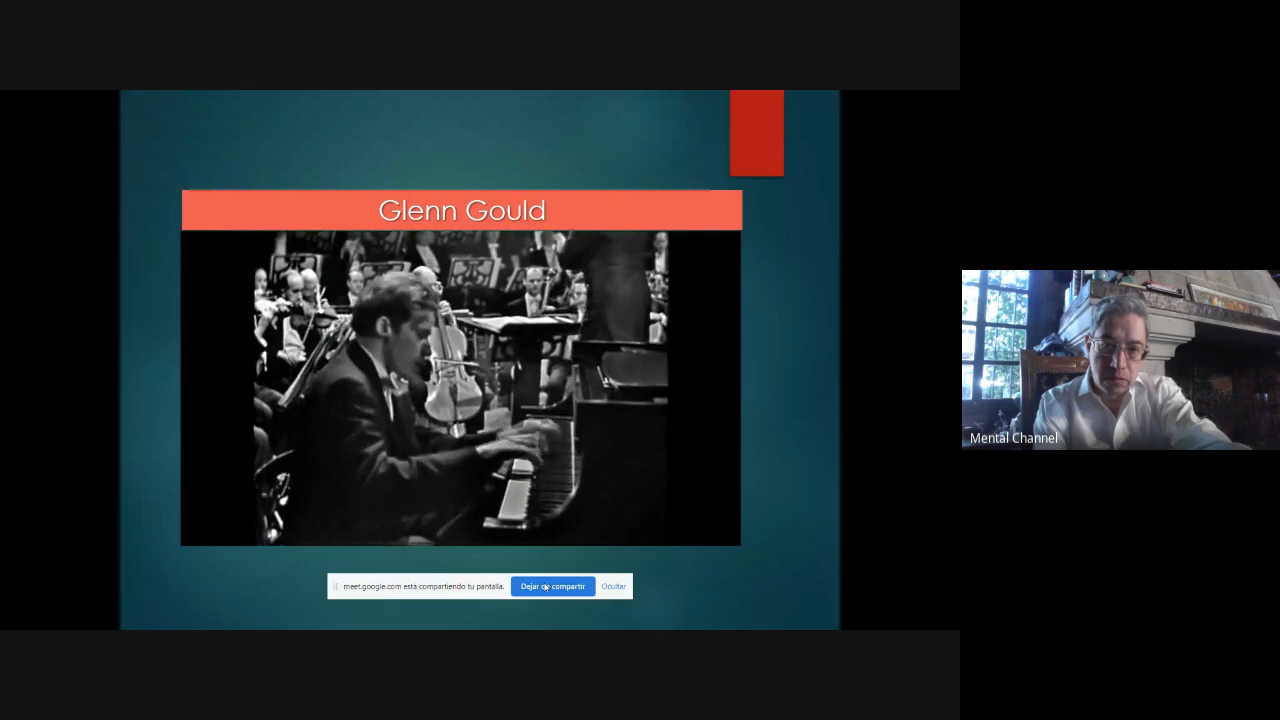 Glenn Gould
meet.google.com está compartiendo tu pantalla. Dejar de compartir Ocultar
Mental Channel